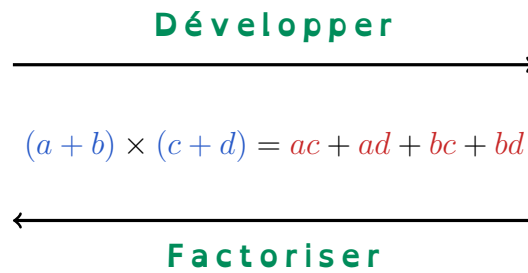 Développer
(a + b) × (c + d) = ac + ad + bc + bd
Factoriser